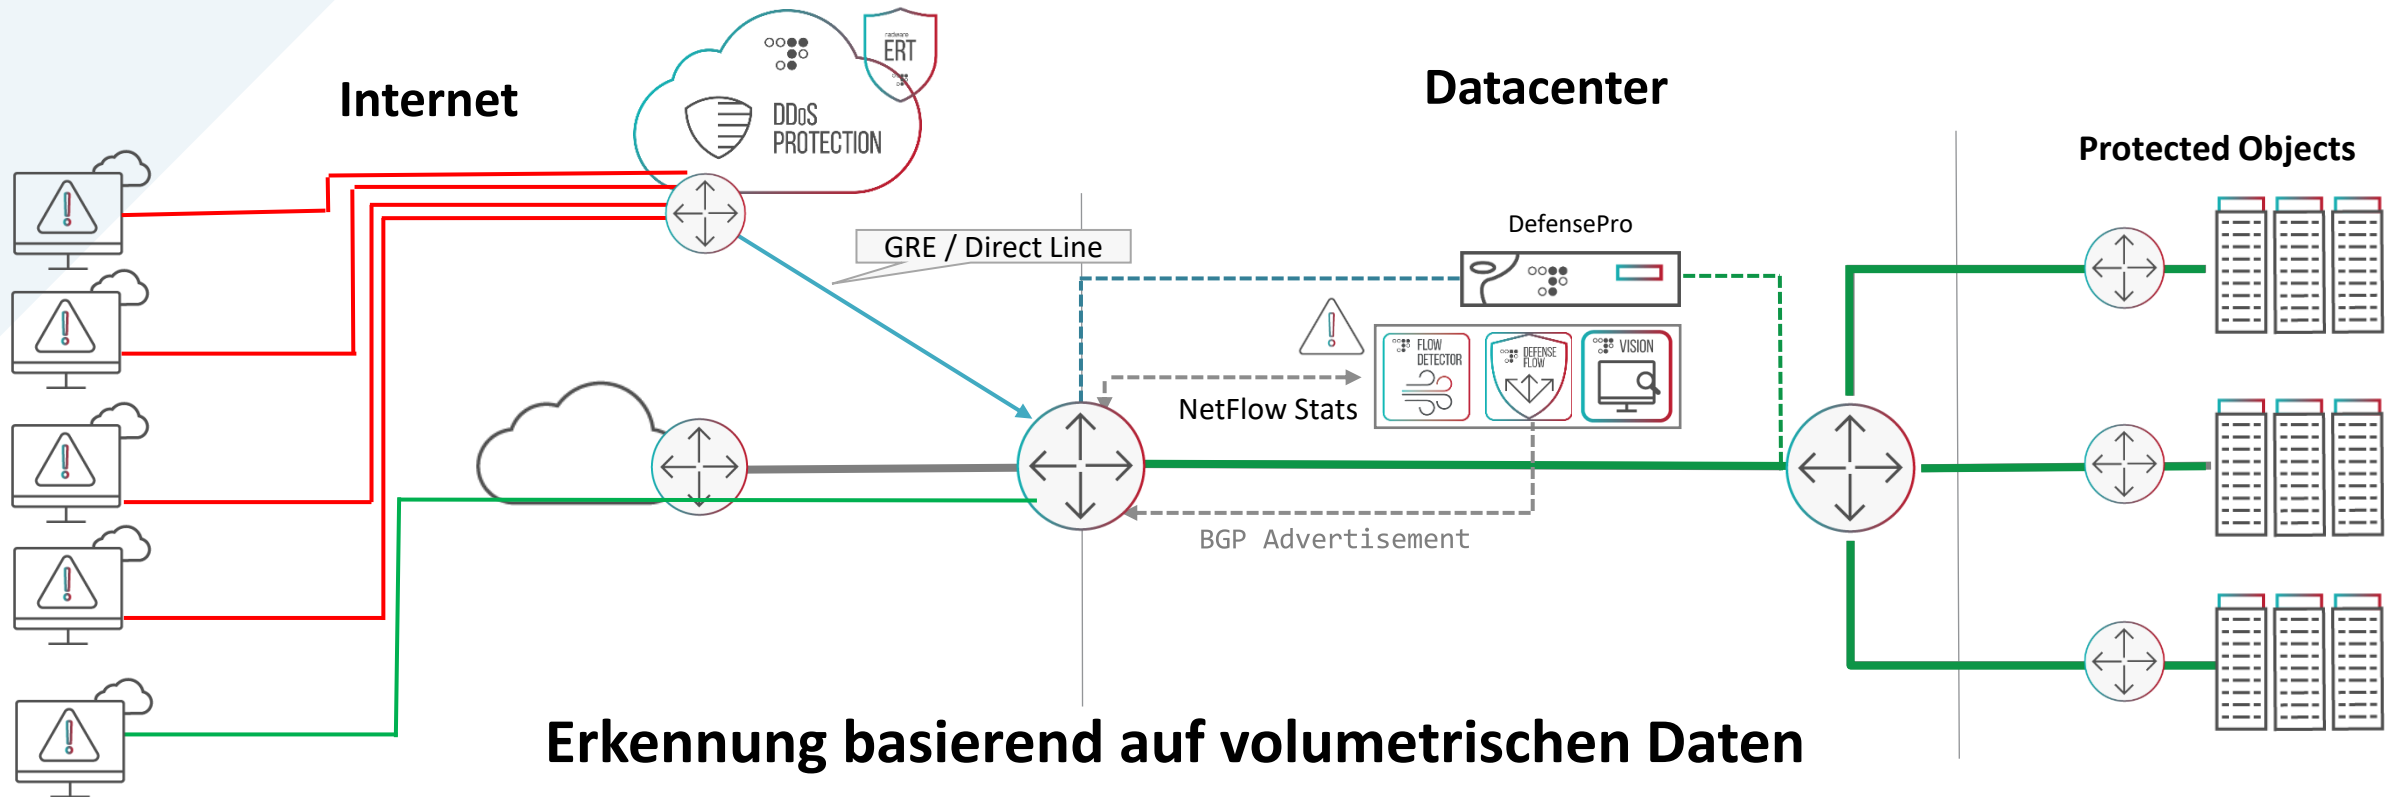 Internet
radware
ERT
DDoS
PROTECTION
Datacenter
Protected Objects
GRE / Direct Line
DefensePro
FLOW
DETECTOR
DEFENSE
FLOW
VISION
NetFlow Stats
BGP Advertisement
Erkennung basierend auf volumetrischen Daten